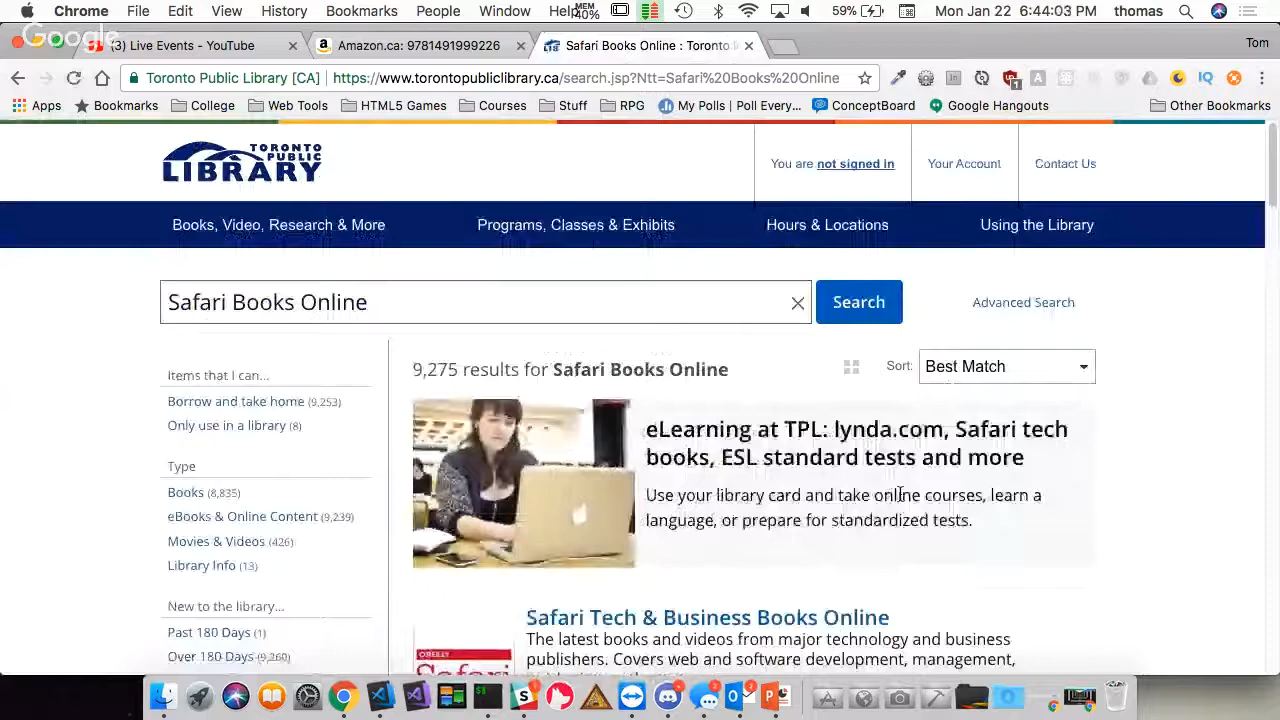 Chrome File Edit View History Bookmarks People Window Help MEM 40% 59% Mon Jan 22 6:44:03 PM thomas
Google
(3) Live Events - YouTube
Amazon.ca: 9781491999226
Safari Books Online : Toronto
Tom
Toronto Public Library [CA] https://www.torontopubliclibrary.ca/search.jsp?Ntt=Safari%20Books%20Online
Apps Bookmarks College Web Tools HTML5 Games Courses Stuff RPG My Polls | Poll Every... ConceptBoard Google Hangouts Other Bookmarks
TORONTO
PUBLIC
LIBRARY
You are not signed in
Your Account
Contact Us
Books, Video, Research & More
Programs, Classes & Exhibits
Hours & Locations
Using the Library
Safari Books Online
Search
Advanced Search
Items that I can...
Borrow and take home (9,253)
Only use in a library (8)
Type
Books (8,835)
eBooks & Online Content (9,239)
Movies & Videos (426)
Library Info (13)
New to the library...
Past 180 Days (1)
Over 180 Days (9,260)
9,275 results for Safari Books Online
Sort: Best Match
eLearning at TPL: lynda.com, Safari tech
books, ESL standard tests and more
Use your library card and take online courses, learn a
language, or prepare for standardized tests.
O'REILLY
Safari
Safari Tech & Business Books Online
The latest books and videos from major technology and business
publishers. Covers web and software development, management,